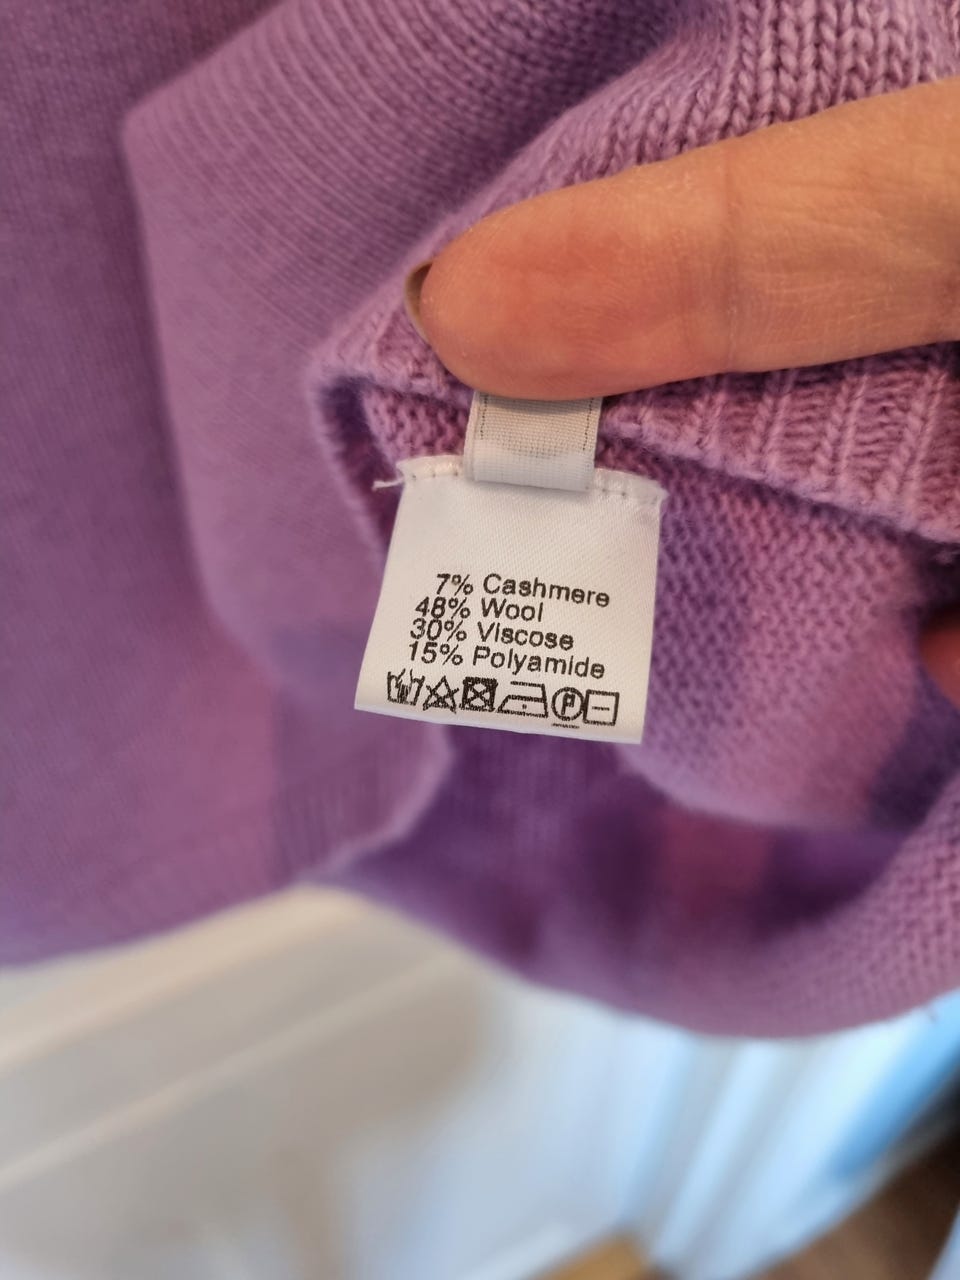 7% Cashmere
48% Wool
30% Viscose
15% Polyamide
P